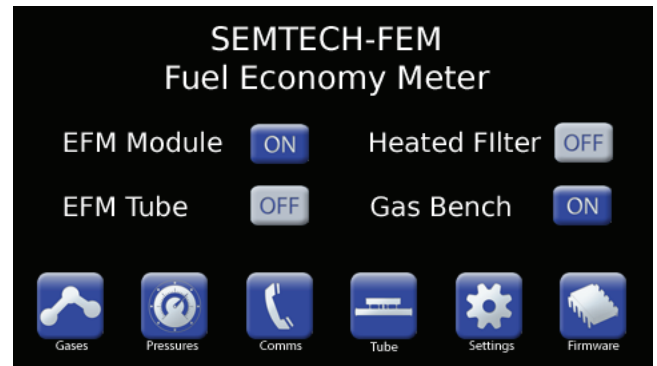 SEMTECH-FEM
Fuel Economy Meter
EFM Module ON Heated FIlter OFF
EFM Tube OFF Gas Bench ON
Gases Pressures Comms Tube Settings Firmware